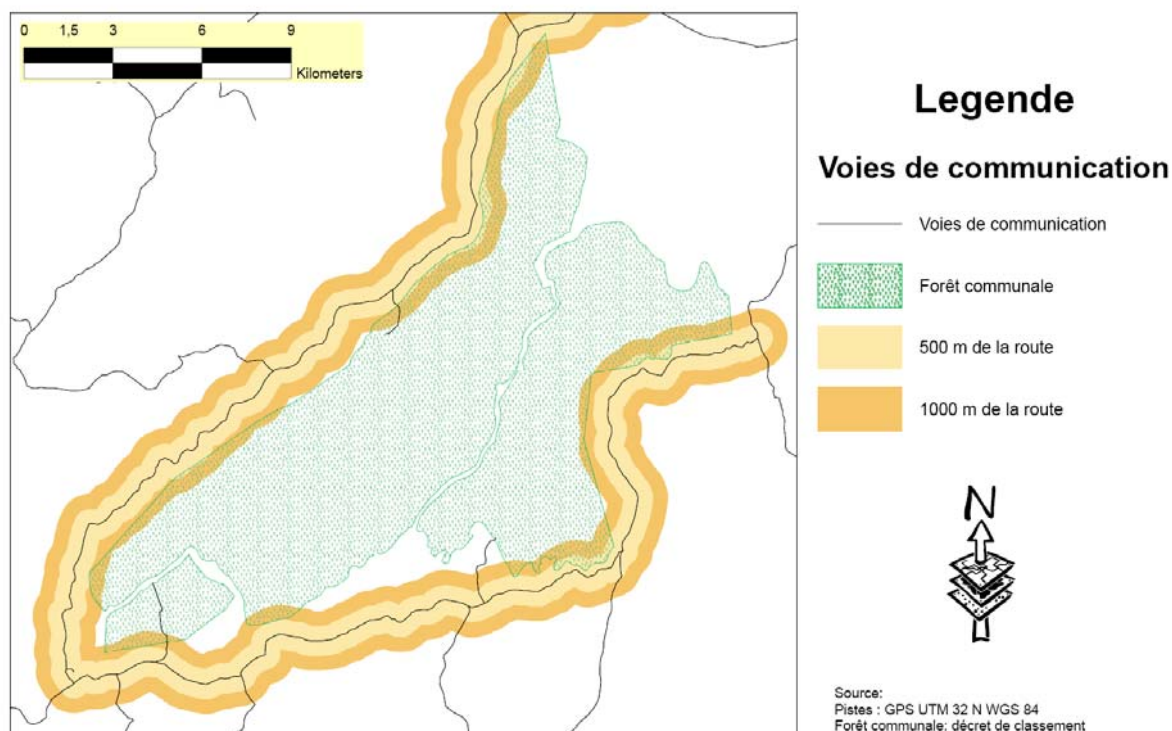 0 1,5 3 6 9
Kilometers
Legende
Voies de communication
Voies de communication
Forêt communale
500 m de la route
1000 m de la route
N
Source:
Pistes : GPS UTM 32 N WGS 84
Forêt communale: décret de classement